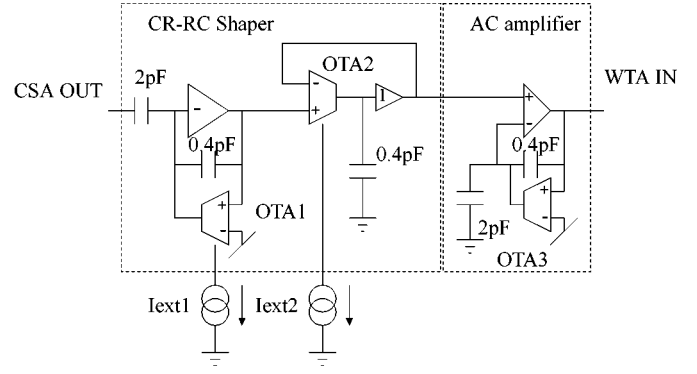 CR-RC Shaper
AC amplifier
2pF
OTA2
WTA IN
CSA OUT
-
-
+
I
+
-
0.4pF
0.4pF
0.4pF
+
-
OTA1
2pF
+
-
OTA3
Iext1
Iext2